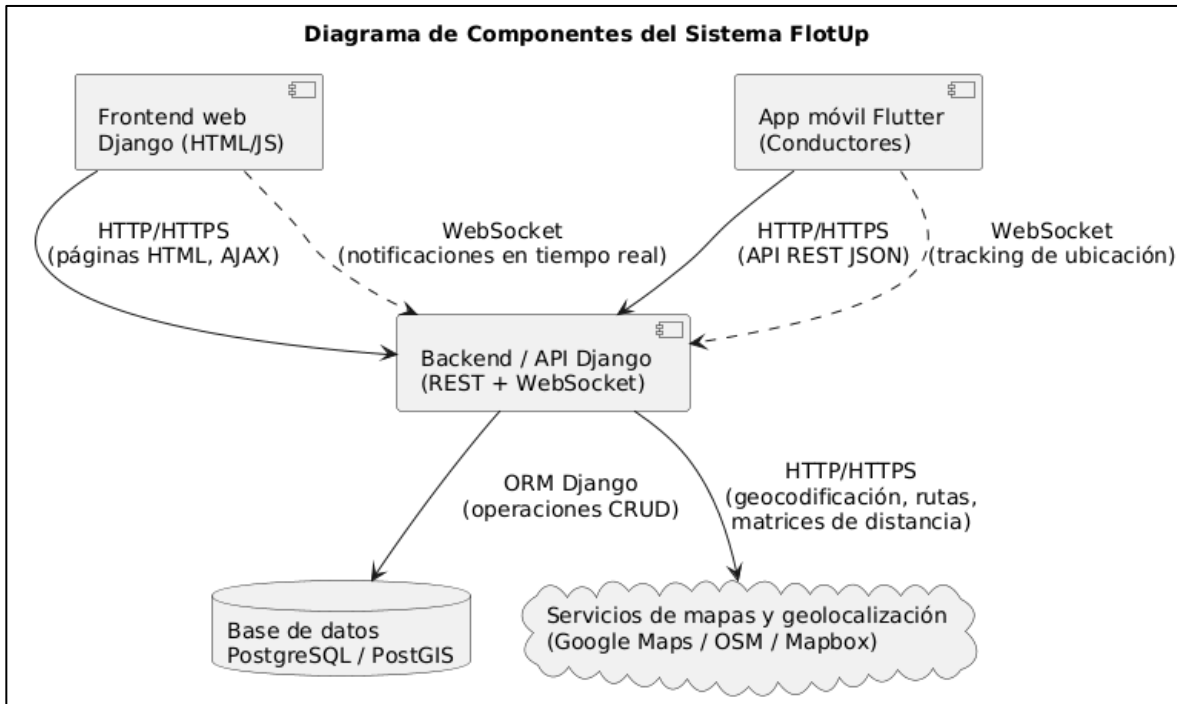 Diagrama de Componentes del Sistema FlotUp
Frontend web
Django (HTML/JS)
App móvil Flutter
(Conductores)
HTTP/HTTPS
(páginas HTML, AJAX)
WebSocket
(notificaciones en tiempo real)
HTTP/HTTPS
(API REST JSON)
WebSocket
(tracking de ubicación)
Backend / API Django
(REST + WebSocket)
ORM Django
(operaciones CRUD)
HTTP/HTTPS
(geocodificación, rutas,
matrices de distancia)
Base de datos
PostgreSQL / PostGIS
Servicios de mapas y geolocalización
(Google Maps / OSM / Mapbox)